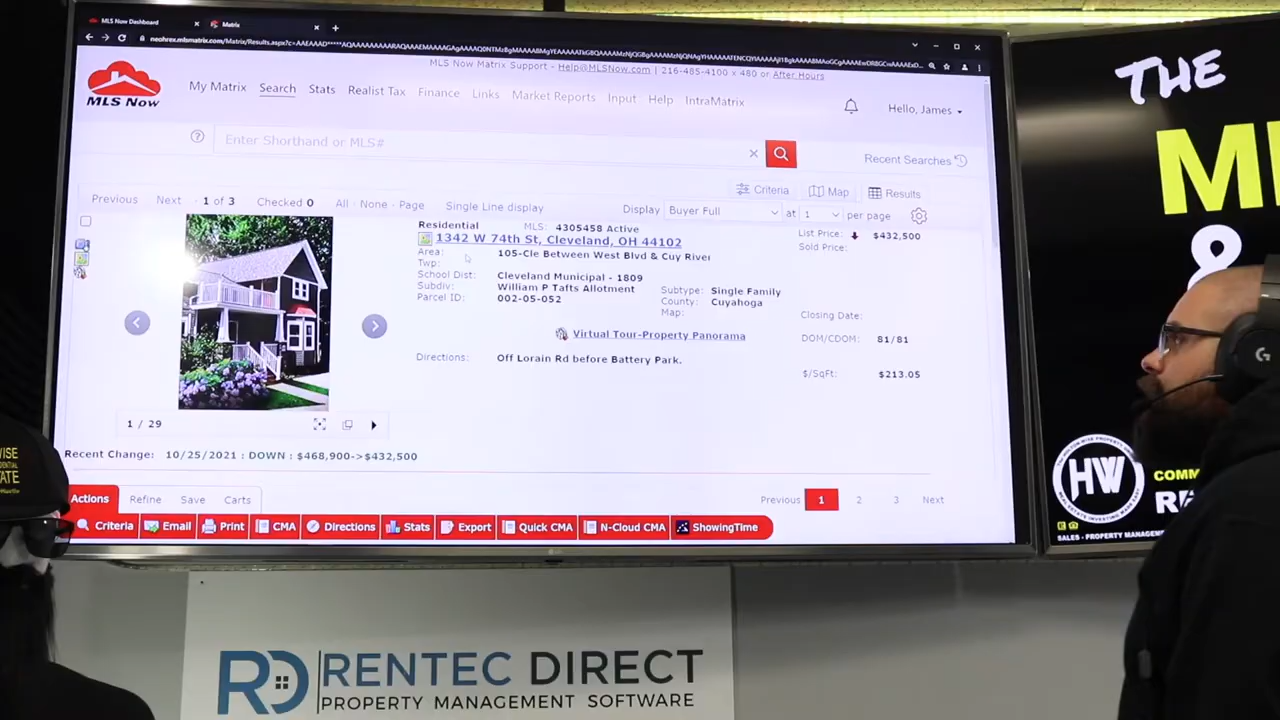 MLS Now Dashboard
Matrix
MLS Now Matrix Support - Help@MLSNow.com | 216-485-4100 x 480 or After Hours
MLS Now
My Matrix Search Stats Realist Tax Finance Links Market Reports Input Help IntraMatrix
Hello, James
Enter Shorthand or MLS#
Recent Searches
Criteria Map Results
Previous Next · 1 of 3 Checked 0 All · None · Page Single Line display Display Buyer Full at 1 per page
Residential MLS: 4305458 Active
List Price: $432,500
1342 W 74th St, Cleveland, OH 44102
Sold Price:
Area: 105-Cle Between West Blvd & Cuy River
Twp:
School Dist: Cleveland Municipal - 1809
Subdiv: William P Tafts Allotment
Subtype: Single Family
Parcel ID: 002-05-052
County: Cuyahoga
Map:
Closing Date:
Virtual Tour-Property Panorama
DOM/CDOM: 81/81
Directions: Off Lorain Rd before Battery Park.
$/SqFt: $213.05
1 / 29
Recent Change: 10/25/2021 : DOWN : $468,900->$432,500
Actions Refine Save Carts
Previous 1 2 3 Next
Criteria Email Print CMA Directions Stats Export Quick CMA N-Cloud CMA ShowingTime
THE
&
HW
COMM
SALES - PROPERTY MANAGEM
WISE
RD RENTEC DIRECT
PROPERTY MANAGEMENT SOFTWARE
G